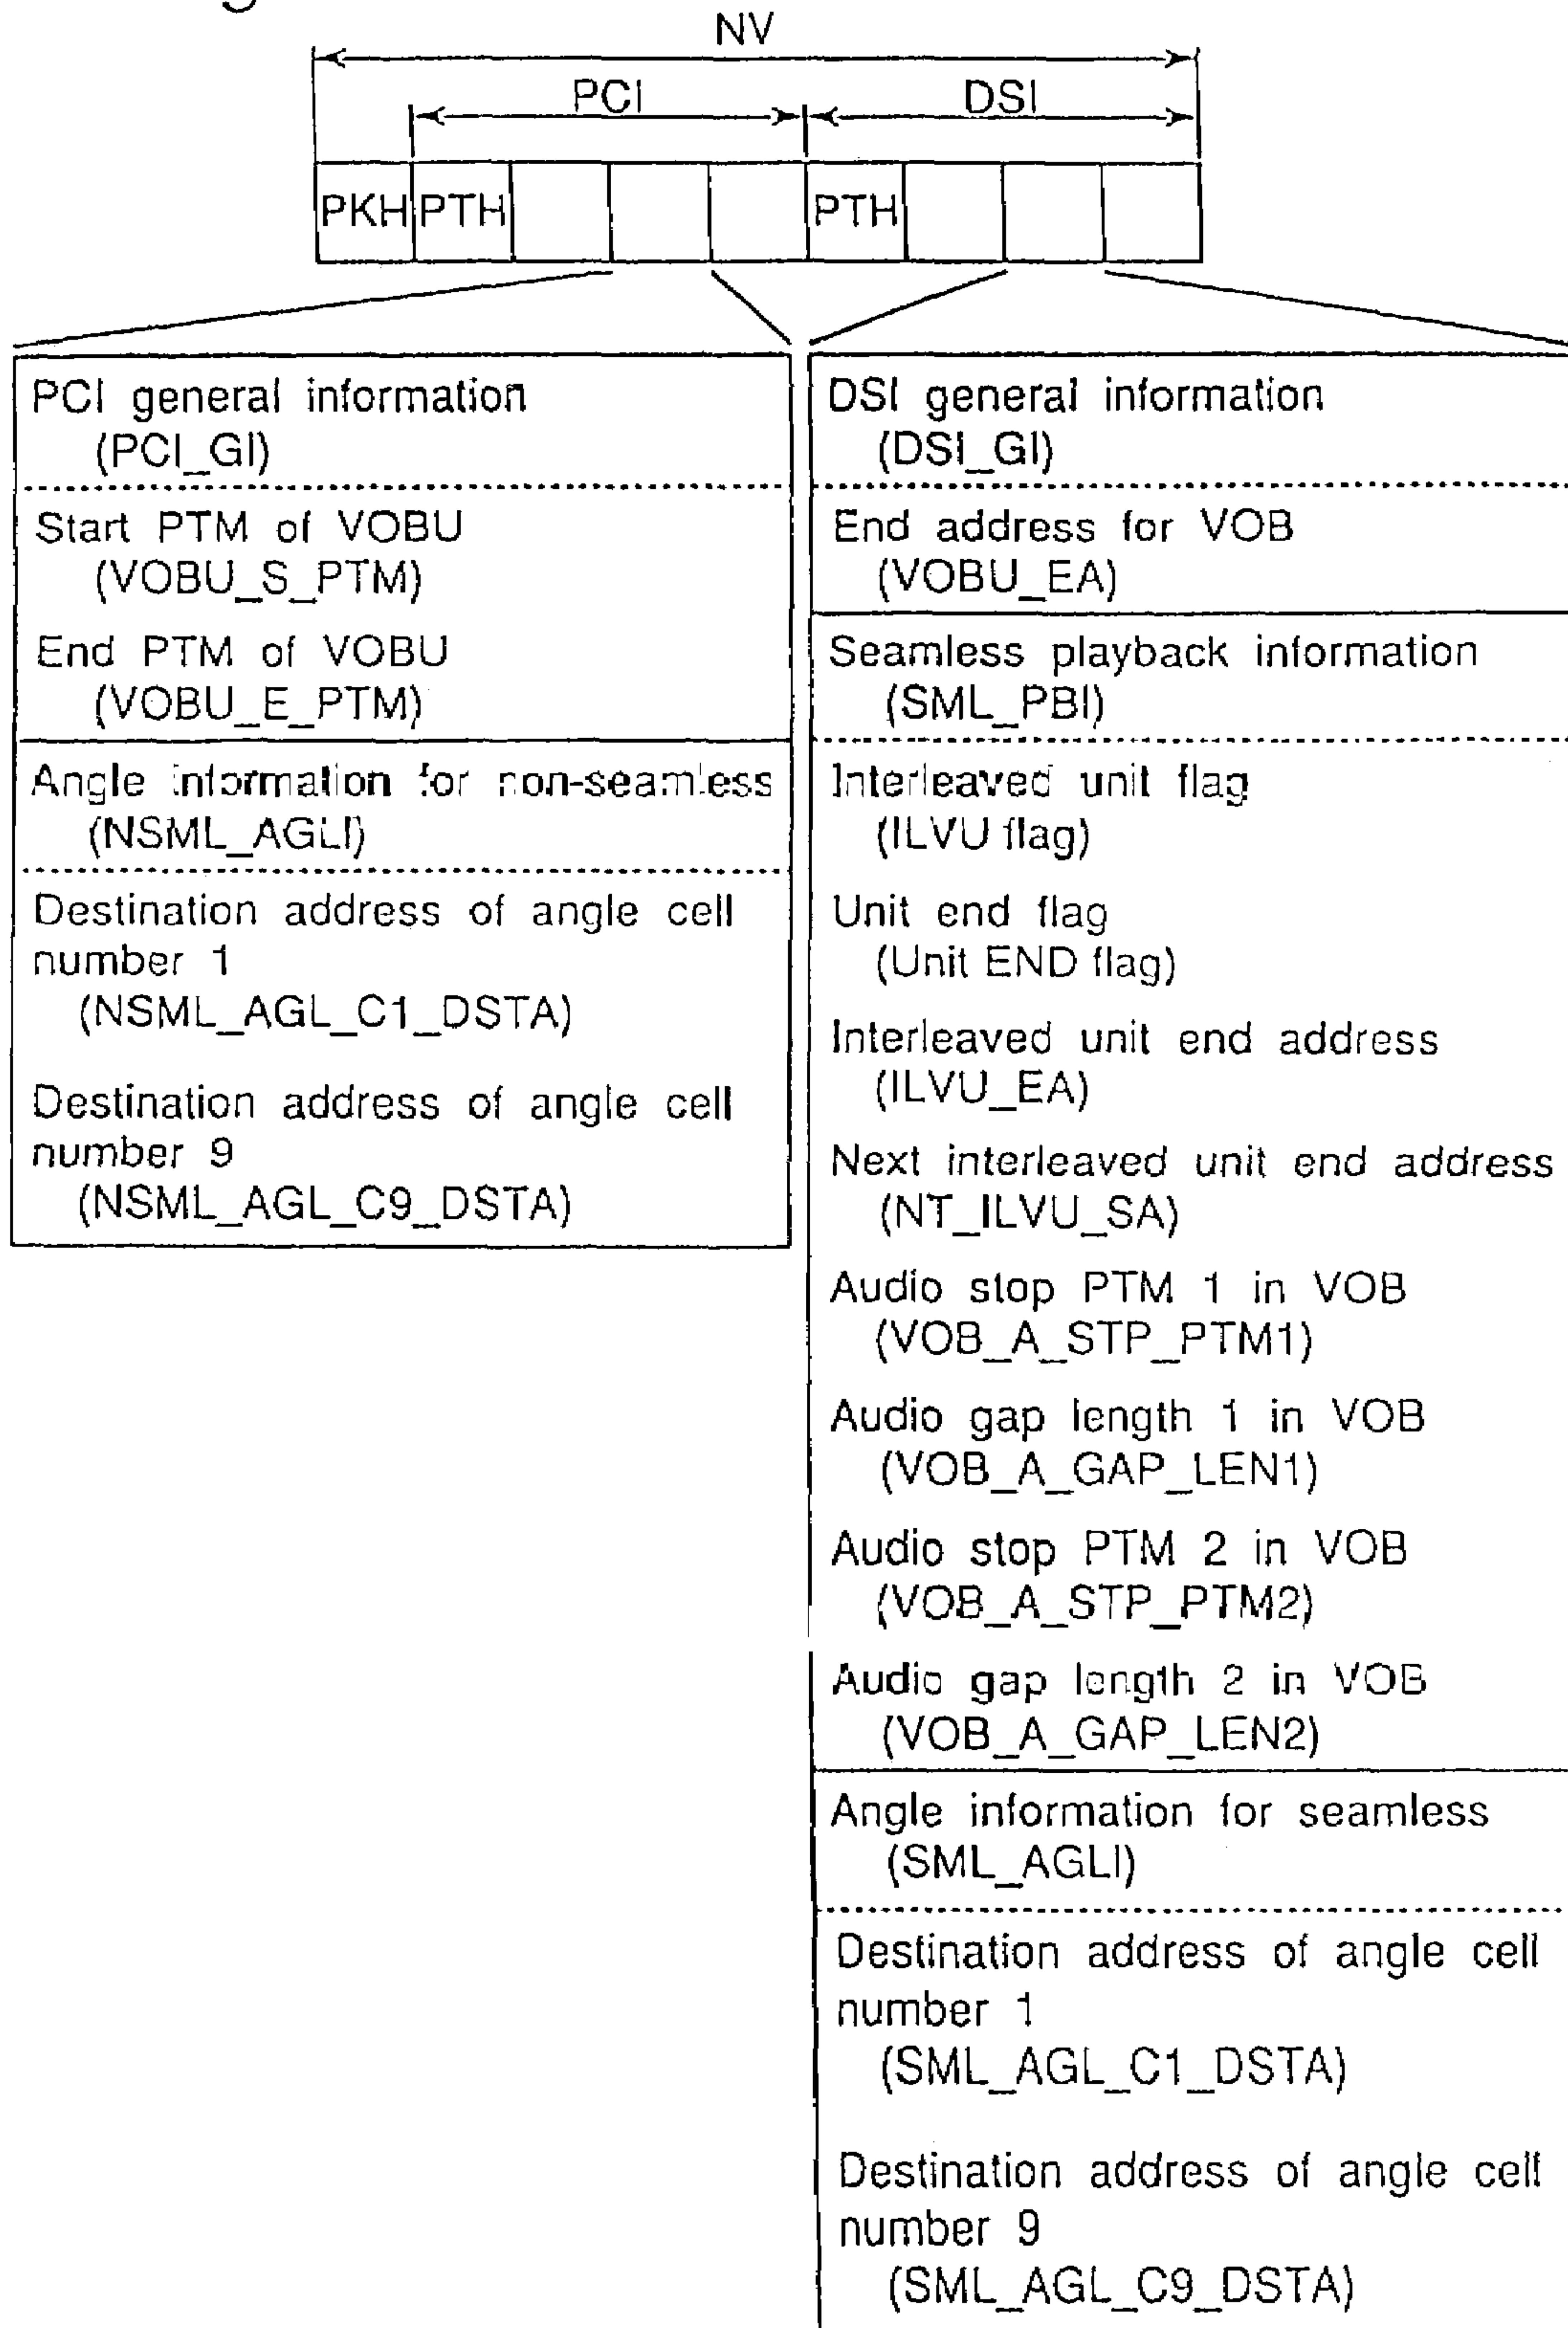 NV
PCI DSI
PKH PTH PTH
PCI general information
(PCI_GI)
Start PTM of VOBU
(VOBU_S_PTM)
End PTM of VOBU
(VOBU_E_PTM)
Angle information for non-seamless
(NSML_AGLI)
Destination address of angle cell
number 1
(NSML_AGL_C1_DSTA)
Destination address of angle cell
number 9
(NSML_AGL_C9_DSTA)
DSI general information
(DSI_GI)
End address for VOB
(VOBU_EA)
Seamless playback information
(SML_PBI)
Interleaved unit flag
(ILVU flag)
Unit end flag
(Unit END flag)
Interleaved unit end address
(ILVU_EA)
Next interleaved unit end address
(NT_ILVU_SA)
Audio stop PTM 1 in VOB
(VOB_A_STP_PTM1)
Audio gap length 1 in VOB
(VOB_A_GAP_LEN1)
Audio stop PTM 2 in VOB
(VOB_A_STP_PTM2)
Audio gap length 2 in VOB
(VOB_A_GAP_LEN2)
Angle information for seamless
(SML_AGLI)
Destination address of angle cell
number 1
(SML_AGL_C1_DSTA)
Destination address of angle cell
number 9
(SML_AGL_C9_DSTA)